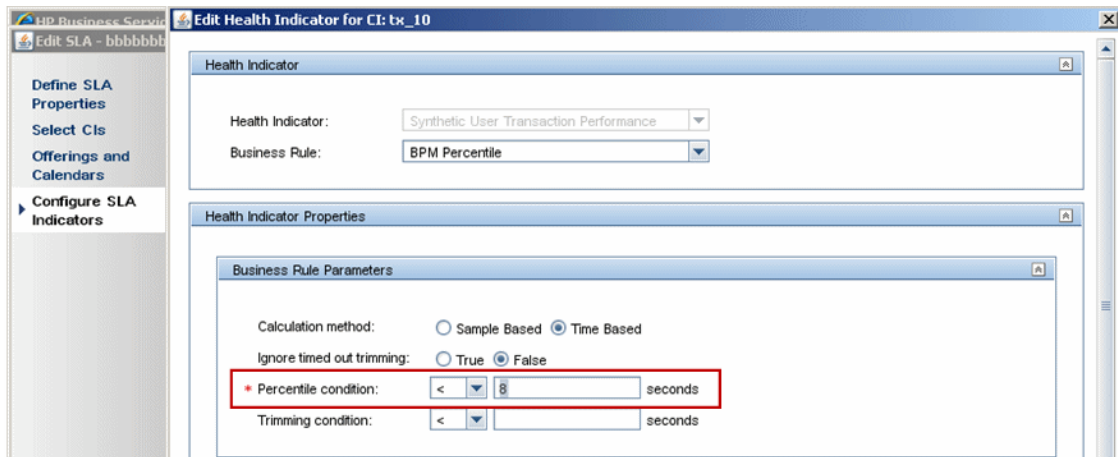 HP Business Servic
Edit SLA - bbbbbbb
Edit Health Indicator for CI: tx_10
Define SLA
Properties
Select CIs
Offerings and
Calendars
Configure SLA
Indicators
Health Indicator
Health Indicator: Synthetic User Transaction Performance
Business Rule: BPM Percentile
Health Indicator Properties
Business Rule Parameters
Calculation method: Sample Based Time Based
Ignore timed out trimming: True False
* Percentile condition: < 8 seconds
Trimming condition: < seconds